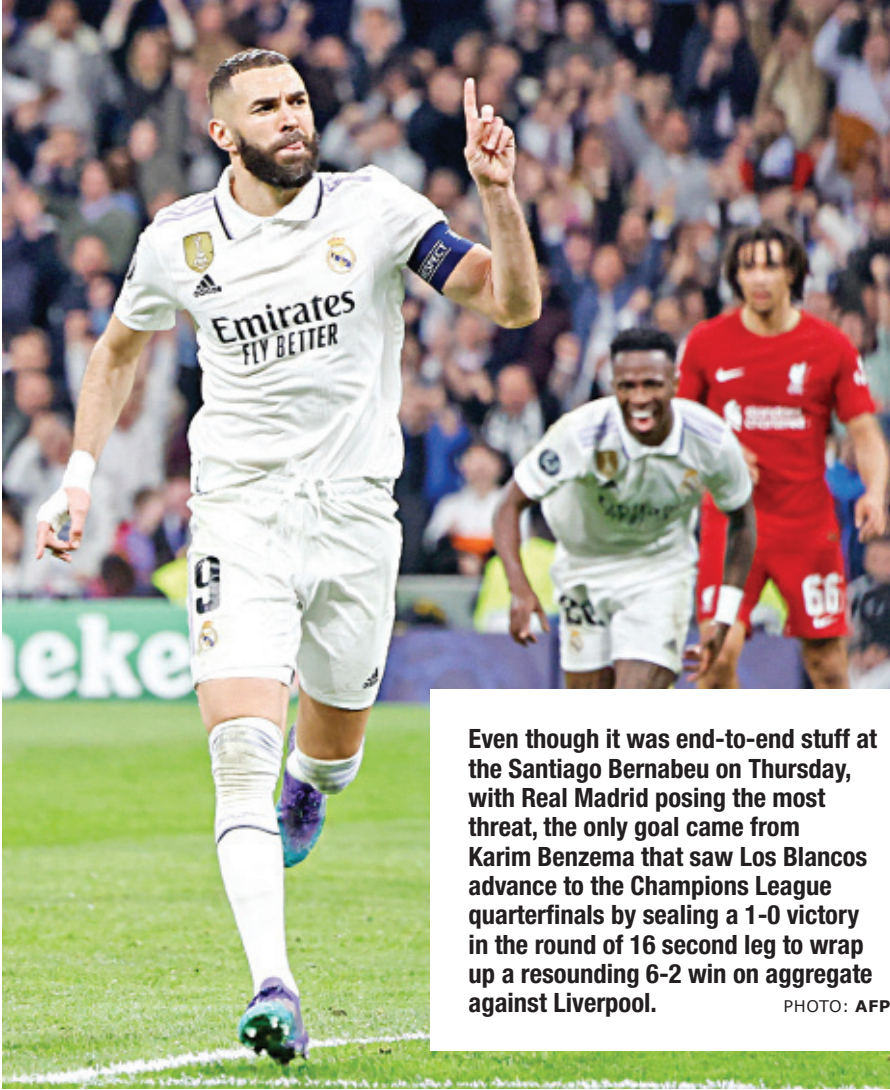 RESPECT
Emirates
FLY BETTER
9
66
eke
Even though it was end-to-end stuff at
the Santiago Bernabeu on Thursday,
with Real Madrid posing the most
threat, the only goal came from
Karim Benzema that saw Los Blancos
advance to the Champions League
quarterfinals by sealing a 1-0 victory
in the round of 16 second leg to wrap
up a resounding 6-2 win on aggregate
against Liverpool.
PHOTO: AFP